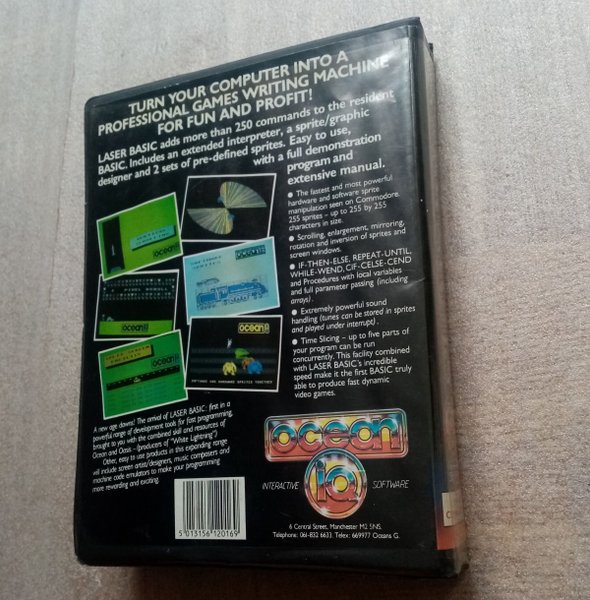 TURN YOUR COMPUTER INTO A
PROFESSIONAL GAMES WRITING MACHINE
FOR FUN AND PROFIT!
LASER BASIC adds more than 250 commands to the resident
BASIC. Includes an extended interpreter, a sprite/graphic
designer and 2 sets of pre-defined sprites. Easy to use,
with a full demonstration
program and
extensive manual.
● The fastest and most powerful
hardware and software sprite
manipulation seen on Commodore.
255 sprites – up to 255 by 255
characters in size.
● Scrolling, enlargement, mirroring,
rotation and inversion of sprites and
screen windows.
● IF-THEN-ELSE, REPEAT-UNTIL,
WHILE-WEND, CIF-CELSE-CEND
and Procedures with local variables
and full parameter passing (including
arrays).
● Extremely powerful sound
handling (tunes can be stored in sprites
and played under interrupt).
● Time Slicing – up to five parts of
your program can be run
concurrently. This facility combined
with LASER BASIC's incredible
speed make it the first BASIC truly
able to produce fast dynamic
video games.
ocean
ocean
ocean
ocean
ocean
SOFTWARE AND HARDWARE SPRITES TOGETHER
A new age dawns! The arrival of LASER BASIC: first in a
powerful range of development tools for fast programming,
brought to you with the combined skill and resources of
Ocean and Oasis – (producers of "White Lightning")
Other, easy to use products in this expanding range
will include screen artist/designers, music composers and
machine code emulators to make your programming
more rewarding and exciting.
5 013156 120169
ocean
INTERACTIVE
ia
SOFTWARE
6 Central Street, Manchester M2 5NS.
Telephone: 061-832 6633. Telex: 669977 Oceans G.